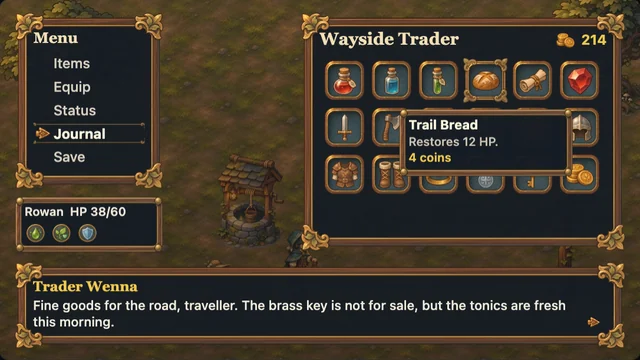 Menu
Items
Equip
Status
Journal
Save
Wayside Trader
214
Trail Bread
Restores 12 HP.
4 coins
Rowan HP 38/60
Trader Wenna
Fine goods for the road, traveller. The brass key is not for sale, but the tonics are fresh
this morning.